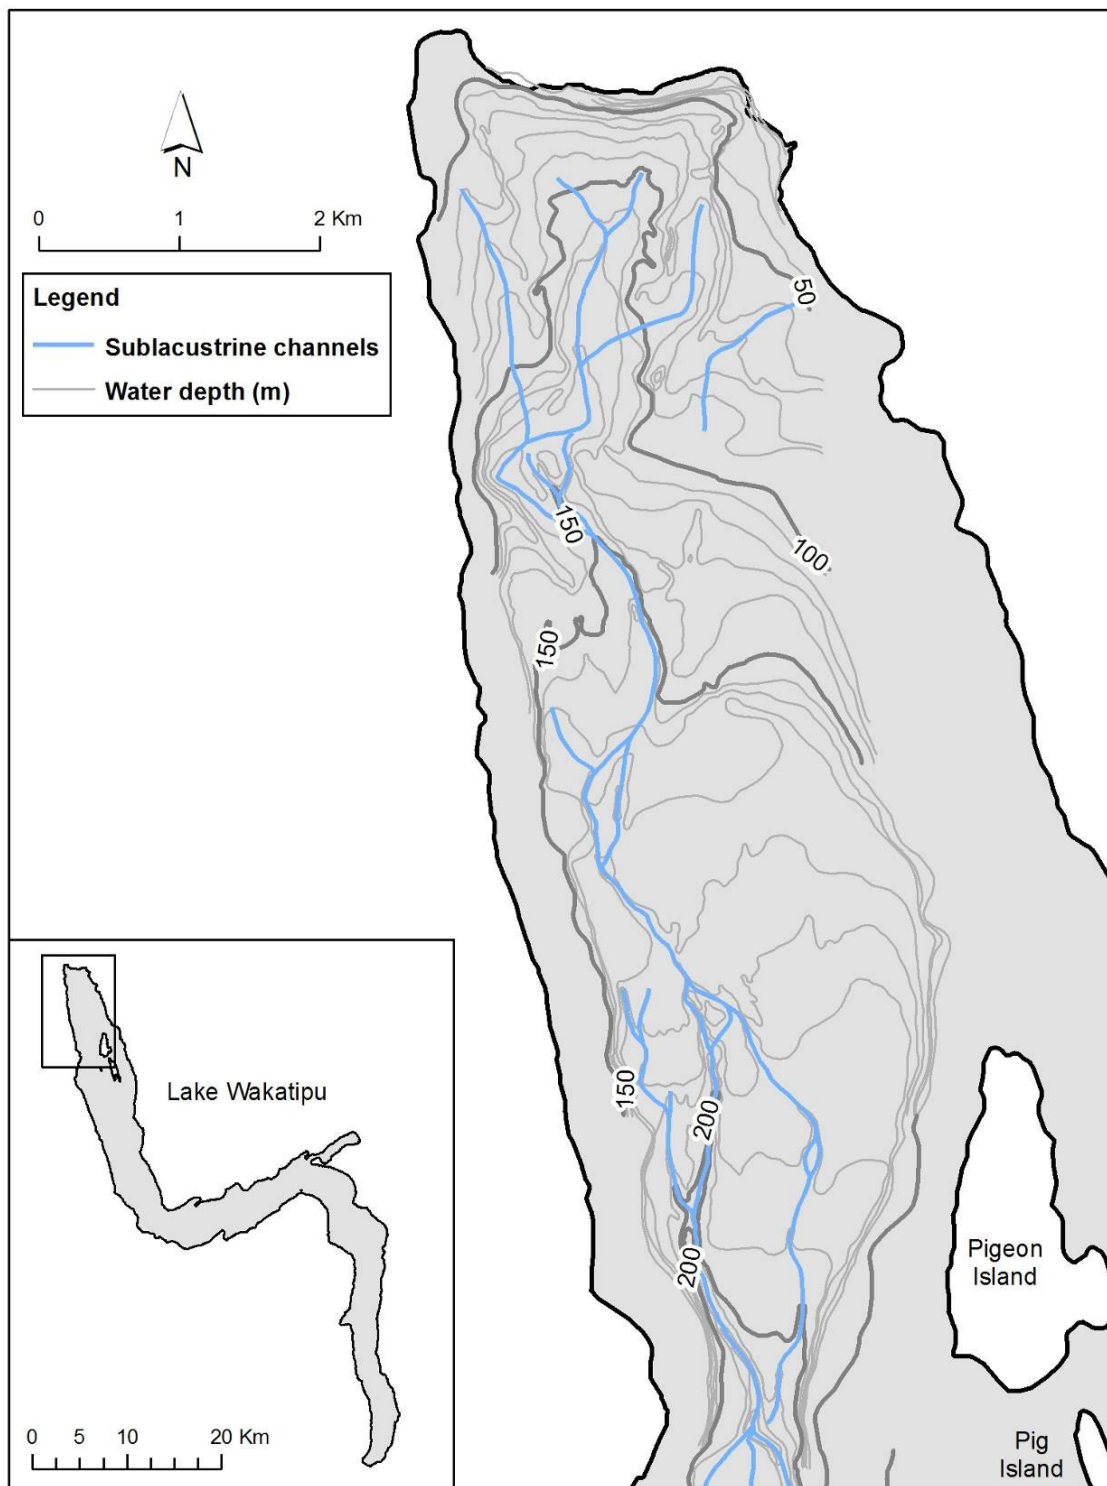 N
0 1 2 Km
Legend
Sublacustrine channels
Water depth (m)
50
150
100
150
150
200
200
Pigeon
Island
Pig
Island
Lake Wakatipu
0 5 10 20 Km